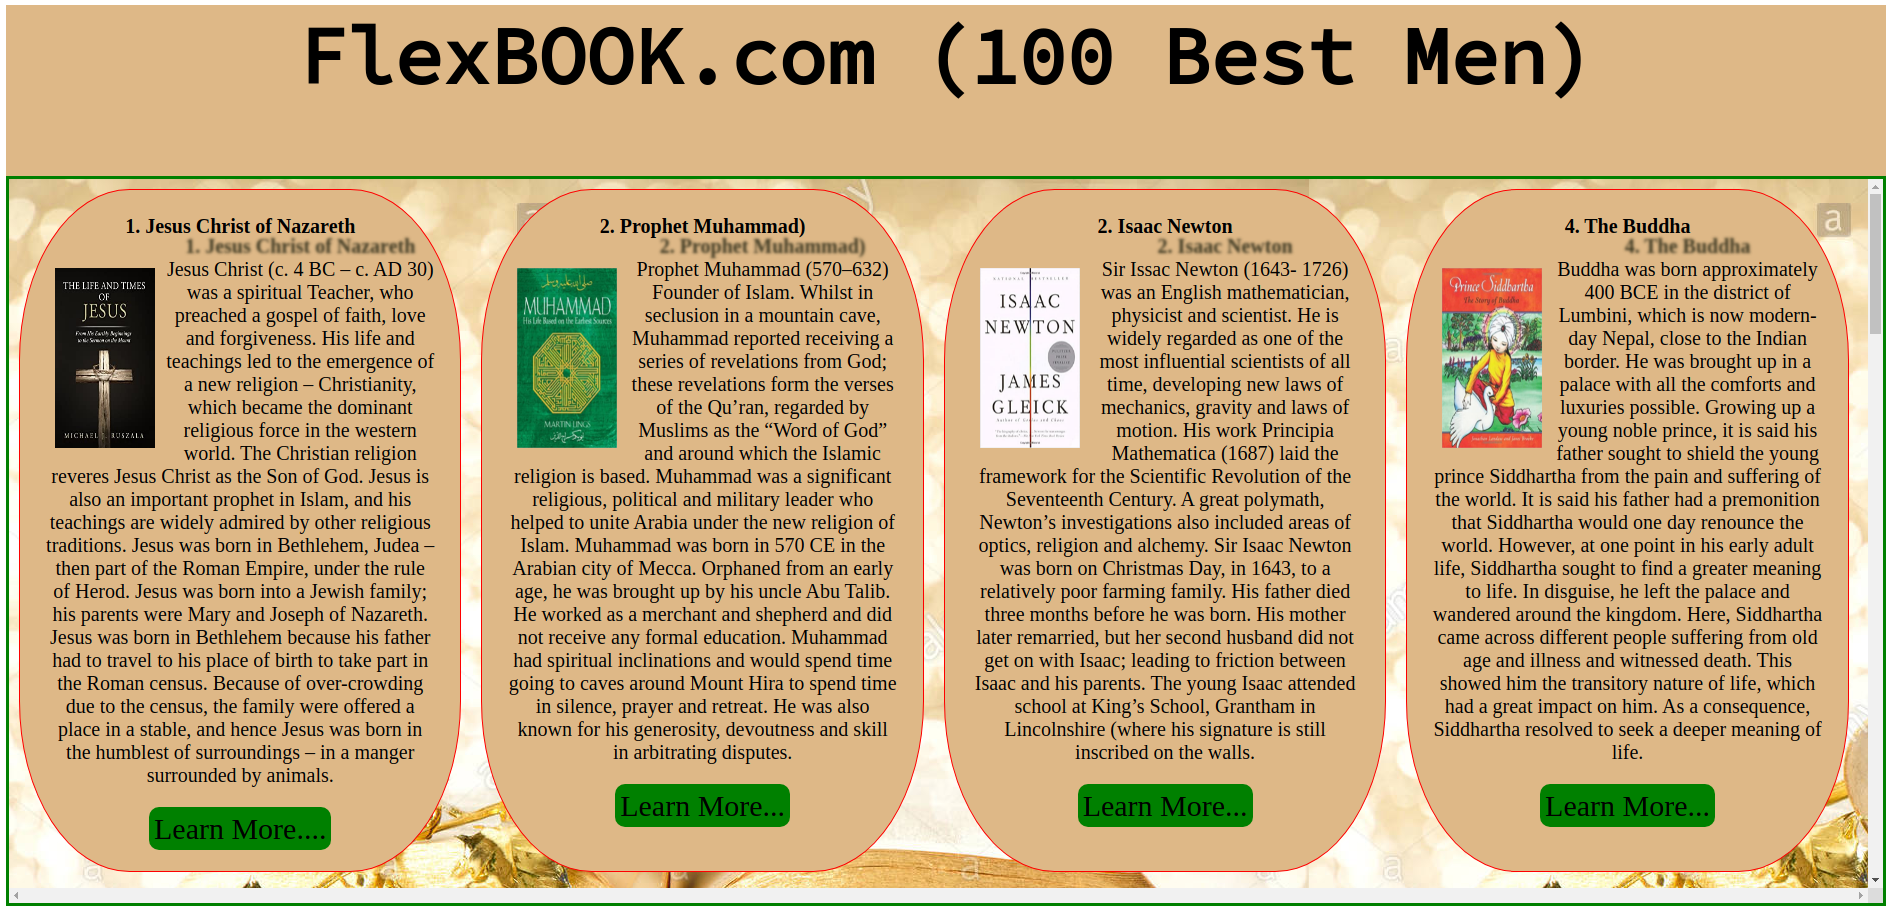 FlexBOOK.com (100 Best Men)
1. Jesus Christ of Nazareth
1. Jesus Christ of Nazareth
THE LIFE AND TIMES
OF
JESUS
From His Earthly Beginnings
to the Sermon on the Mount
MICHAEL J. RUSZALA
Jesus Christ (c. 4 BC – c. AD 30)
was a spiritual Teacher, who
preached a gospel of faith, love
and forgiveness. His life and
teachings led to the emergence of
a new religion – Christianity,
which became the dominant
religious force in the western
world. The Christian religion
reveres Jesus Christ as the Son of God. Jesus is
also an important prophet in Islam, and his
teachings are widely admired by other religious
traditions. Jesus was born in Bethlehem, Judea –
then part of the Roman Empire, under the rule
of Herod. Jesus was born into a Jewish family;
his parents were Mary and Joseph of Nazareth.
Jesus was born in Bethlehem because his father
had to travel to his place of birth to take part in
the Roman census. Because of over-crowding
due to the census, the family were offered a
place in a stable, and hence Jesus was born in
the humblest of surroundings – in a manger
surrounded by animals.
Learn More....
2. Prophet Muhammad)
2. Prophet Muhammad)
MUHAMMAD
His Life Based on the Earliest Sources
MARTIN LINGS
Prophet Muhammad (570–632)
Founder of Islam. Whilst in
seclusion in a mountain cave,
Muhammad reported receiving a
series of revelations from God;
these revelations form the verses
of the Qu’ran, regarded by
Muslims as the “Word of God”
and around which the Islamic
religion is based. Muhammad was a significant
religious, political and military leader who
helped to unite Arabia under the new religion of
Islam. Muhammad was born in 570 CE in the
Arabian city of Mecca. Orphaned from an early
age, he was brought up by his uncle Abu Talib.
He worked as a merchant and shepherd and did
not receive any formal education. Muhammad
had spiritual inclinations and would spend time
going to caves around Mount Hira to spend time
in silence, prayer and retreat. He was also
known for his generosity, devoutness and skill
in arbitrating disputes.
Learn More...
2. Isaac Newton
2. Isaac Newton
NATIONAL BESTSELLER
ISAAC
NEWTON
JAMES
GLEICK
Author of Genius and Chaos
Sir Issac Newton (1643- 1726)
was an English mathematician,
physicist and scientist. He is
widely regarded as one of the
most influential scientists of all
time, developing new laws of
mechanics, gravity and laws of
motion. His work Principia
Mathematica (1687) laid the
framework for the Scientific Revolution of the
Seventeenth Century. A great polymath,
Newton’s investigations also included areas of
optics, religion and alchemy. Sir Isaac Newton
was born on Christmas Day, in 1643, to a
relatively poor farming family. His father died
three months before he was born. His mother
later remarried, but her second husband did not
get on with Isaac; leading to friction between
Isaac and his parents. The young Isaac attended
school at King’s School, Grantham in
Lincolnshire (where his signature is still
inscribed on the walls.
Learn More...
4. The Buddha
4. The Buddha
Prince Siddhartha
The Story of Buddha
Buddha was born approximately
400 BCE in the district of
Lumbini, which is now modern-
day Nepal, close to the Indian
border. He was brought up in a
palace with all the comforts and
luxuries possible. Growing up a
young noble prince, it is said his
father sought to shield the young
prince Siddhartha from the pain and suffering of
the world. It is said his father had a premonition
that Siddhartha would one day renounce the
world. However, at one point in his early adult
life, Siddhartha sought to find a greater meaning
to life. In disguise, he left the palace and
wandered around the kingdom. Here, Siddhartha
came across different people suffering from old
age and illness and witnessed death. This
showed him the transitory nature of life, which
had a great impact on him. As a consequence,
Siddhartha resolved to seek a deeper meaning of
life.
Learn More...
a